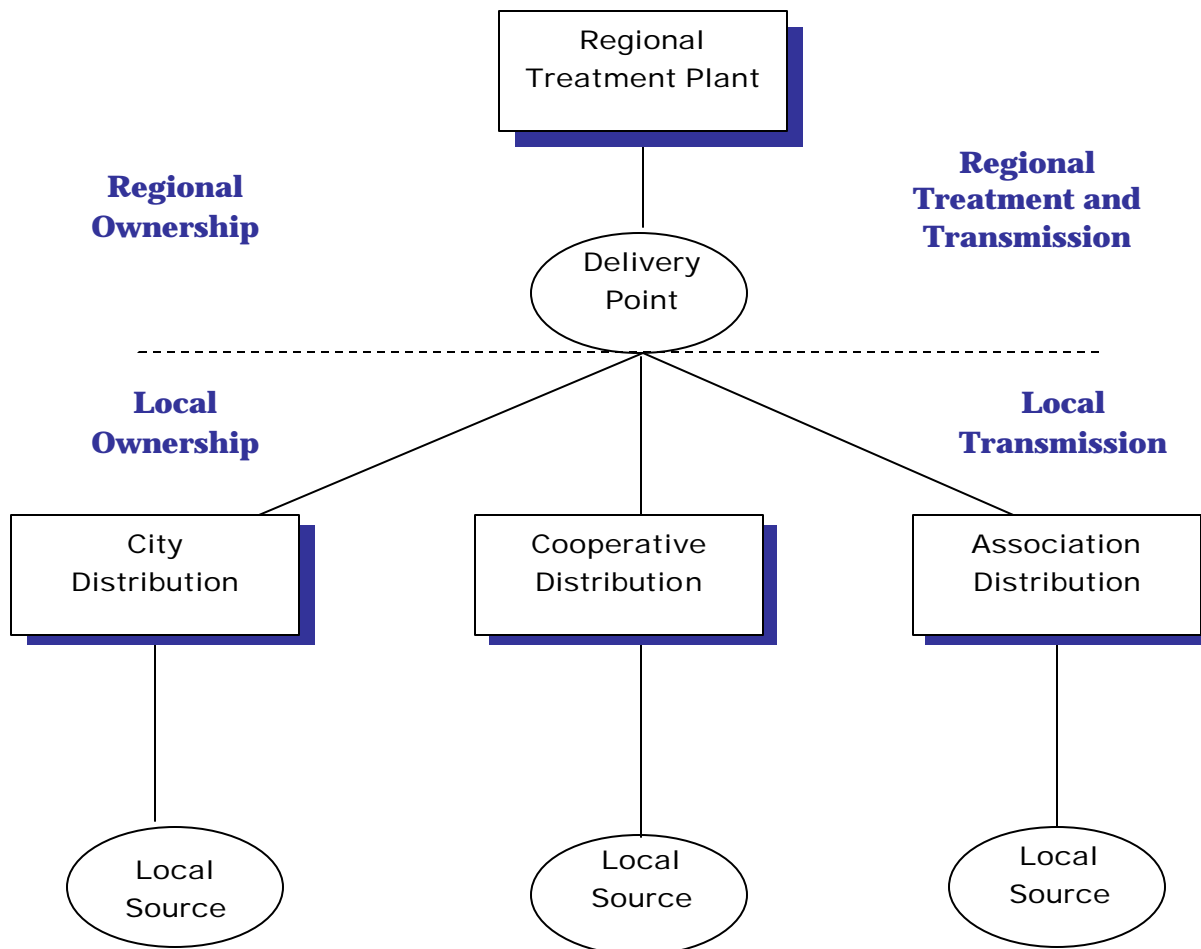 Regional
Treatment Plant
Regional
Ownership
Regional
Treatment and
Transmission
Delivery
Point
Local
Ownership
Local
Transmission
City
Distribution
Cooperative
Distribution
Association
Distribution
Local
Source
Local
Source
Local
Source